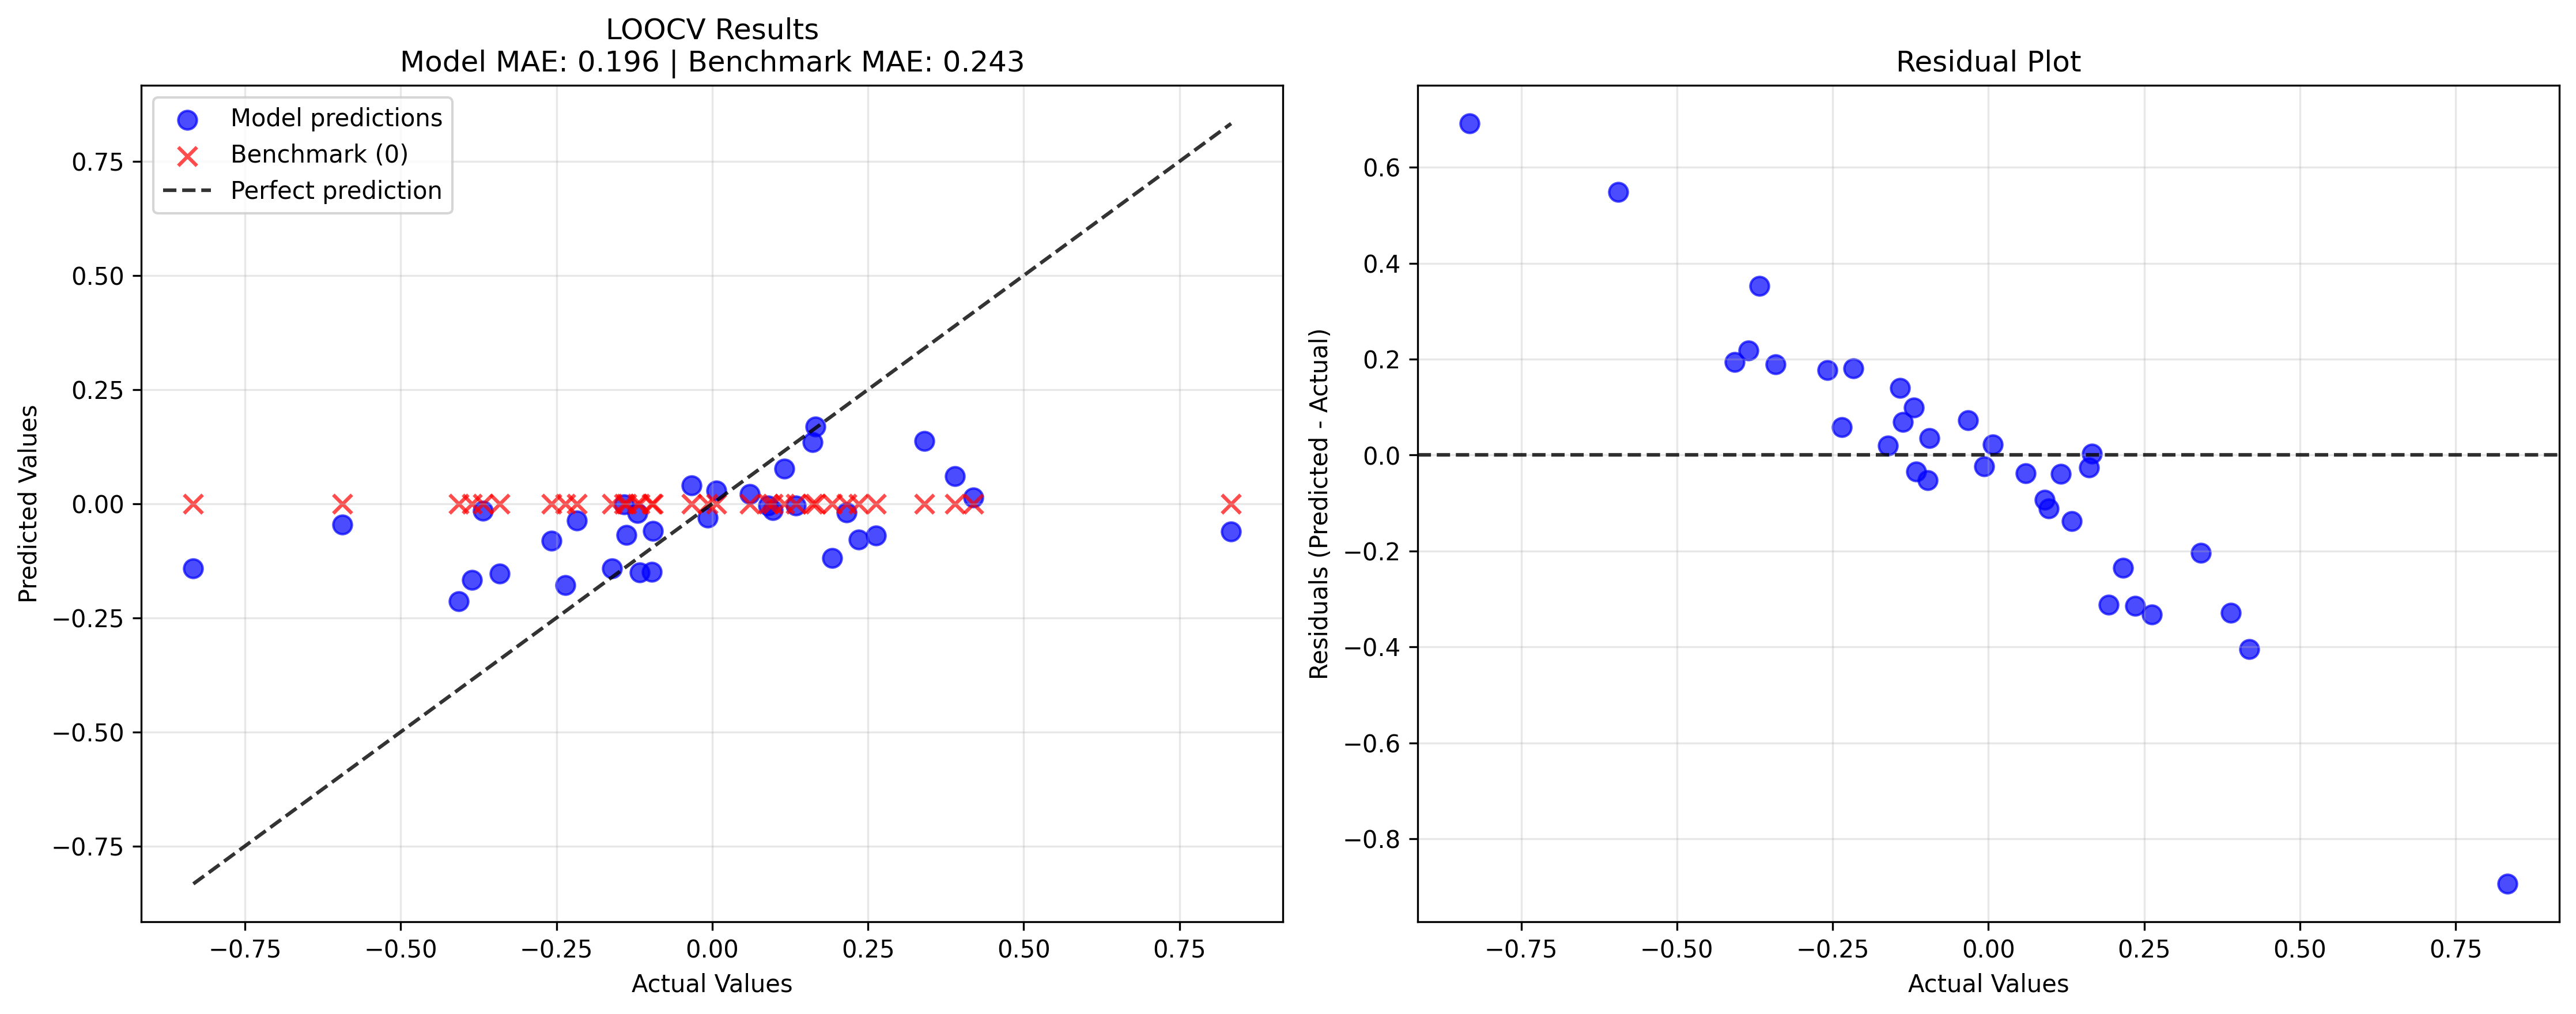 LOOCV Results
Model MAE: 0.196 | Benchmark MAE: 0.243
Model predictions
Benchmark (0)
Perfect prediction
Predicted Values
0.75
0.50
0.25
0.00
−0.25
−0.50
−0.75
−0.75
−0.50
−0.25
0.00
0.25
0.50
0.75
Actual Values
Residual Plot
Residuals (Predicted - Actual)
0.6
0.4
0.2
0.0
−0.2
−0.4
−0.6
−0.8
−0.75
−0.50
−0.25
0.00
0.25
0.50
0.75
Actual Values